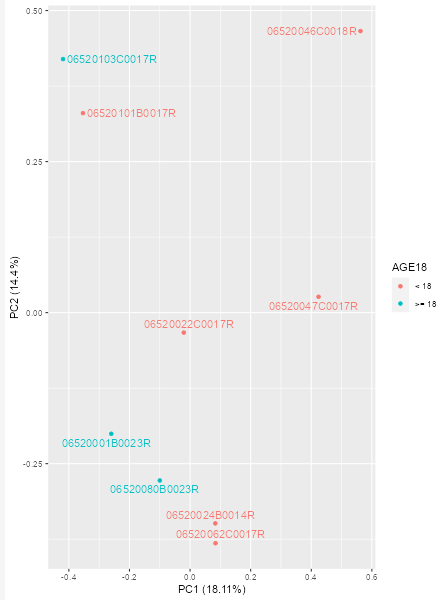 0.50
0.25
0.00
-0.25
PC2 (14.4%)
06520046C0018R
06520103C0017R
06520101B0017R
06520047C0017R
06520022C0017R
06520001B0023R
06520080B0023R
06520024B0014R
06520062C0017R
-0.4
-0.2
0.0
0.2
0.4
0.6
PC1 (18.11%)
AGE18
< 18
>= 18